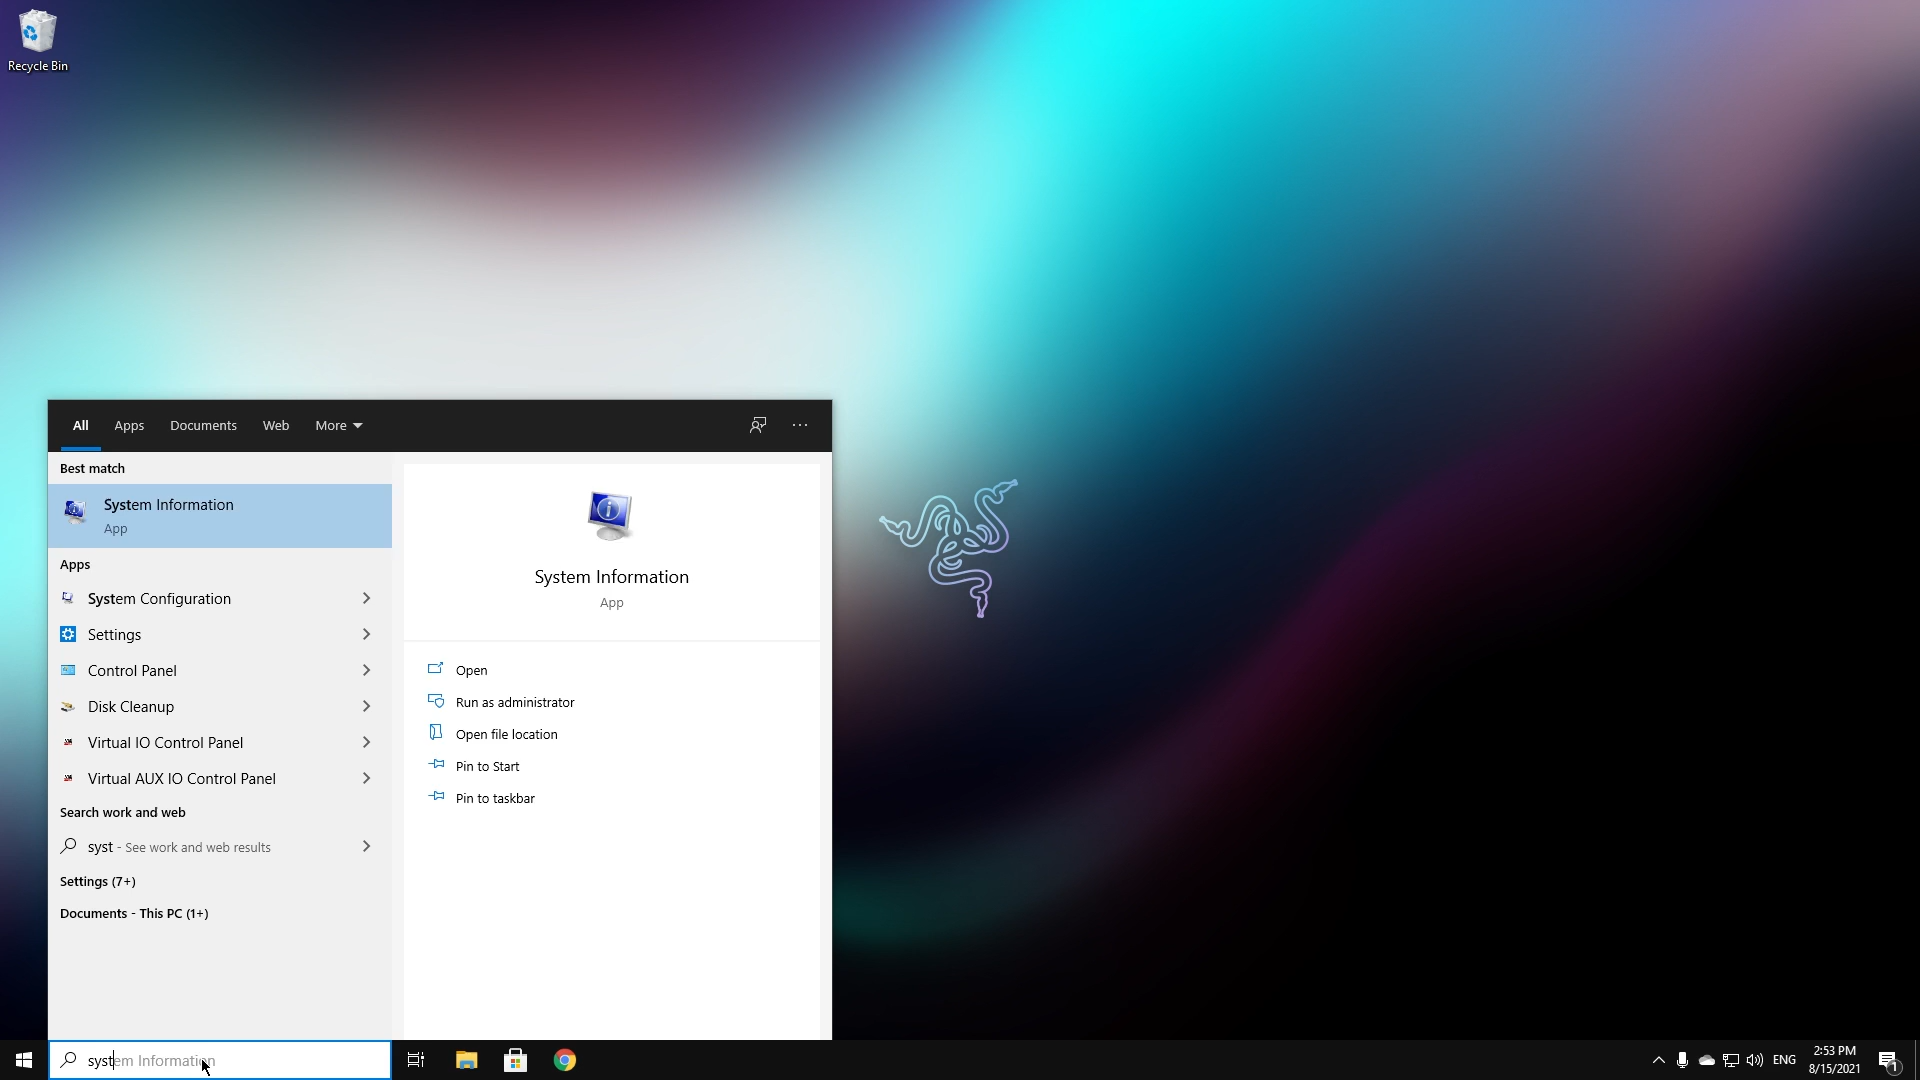 Recycle Bin
All Apps Documents Web More
Best match
System Information
App
Apps
System Configuration
Settings
Control Panel
Disk Cleanup
Virtual IO Control Panel
Virtual AUX IO Control Panel
Search work and web
syst - See work and web results
Settings (7+)
Documents - This PC (1+)
System Information
App
Open
Run as administrator
Open file location
Pin to Start
Pin to taskbar
system Information
ENG
2:53 PM
8/15/2021
1